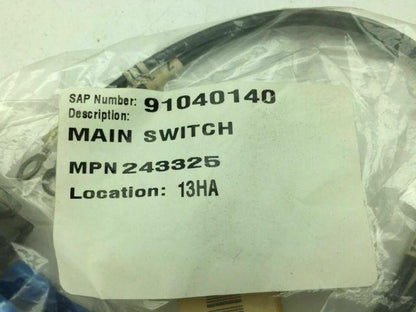 SAP Number: 91040140
Description:
MAIN SWITCH
MPN 243325
Location: 13HA